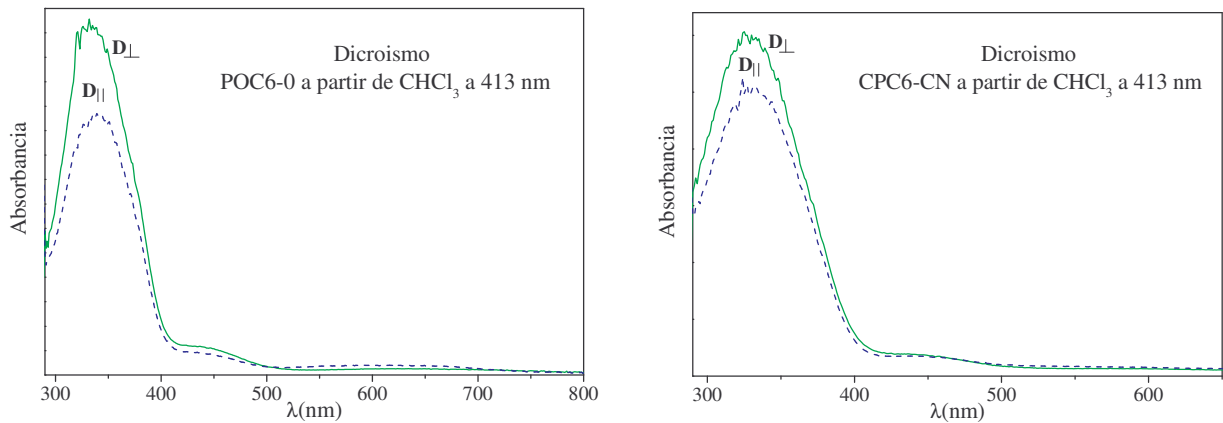 D⊥
D||
Dicroismo
POC6-0 a partir de CHCl3 a 413 nm
Absorbancia
300
400
500
600
700
800
λ(nm)
D⊥
D||
Dicroismo
CPC6-CN a partir de CHCl3 a 413 nm
Absorbancia
300
400
500
600
λ(nm)